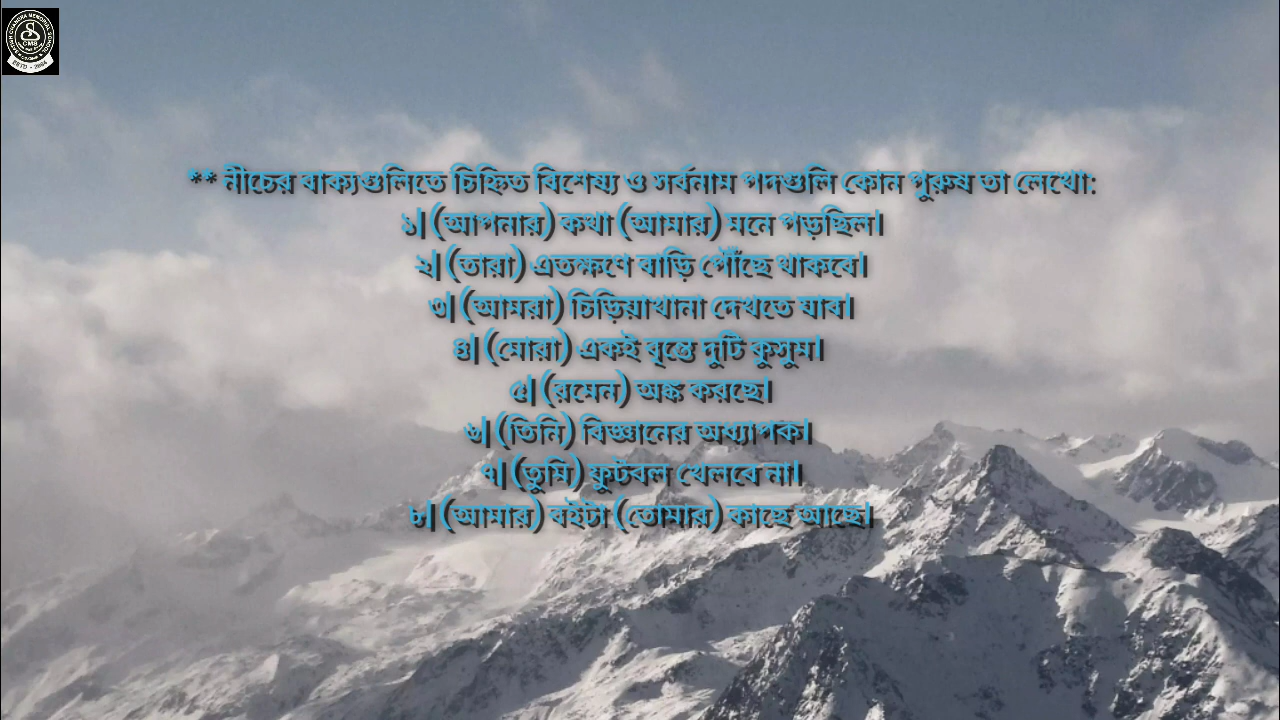 ** নীচের বাক্যগুলিতে চিহ্নিত বিশেষ্য ও সর্বনাম পদগুলি কোন পুরুষ তা লেখো:
১| (আপনার) কথা (আমার) মনে পড়ছিল।
২| (তারা) এতক্ষণে বাড়ি পৌঁছে থাকবে।
৩| (আমরা) চিড়িয়াখানা দেখতে যাব।
৪| (মোরা) একই বৃন্তে দুটি কুসুম।
৫| (রমেন) অঙ্ক করছে।
৬| (তিনি) বিজ্ঞানের অধ্যাপক।
৭| (তুমি) ফুটবল খেলবে না।
৮| (আমার) বইটা (তোমার) কাছে আছে।